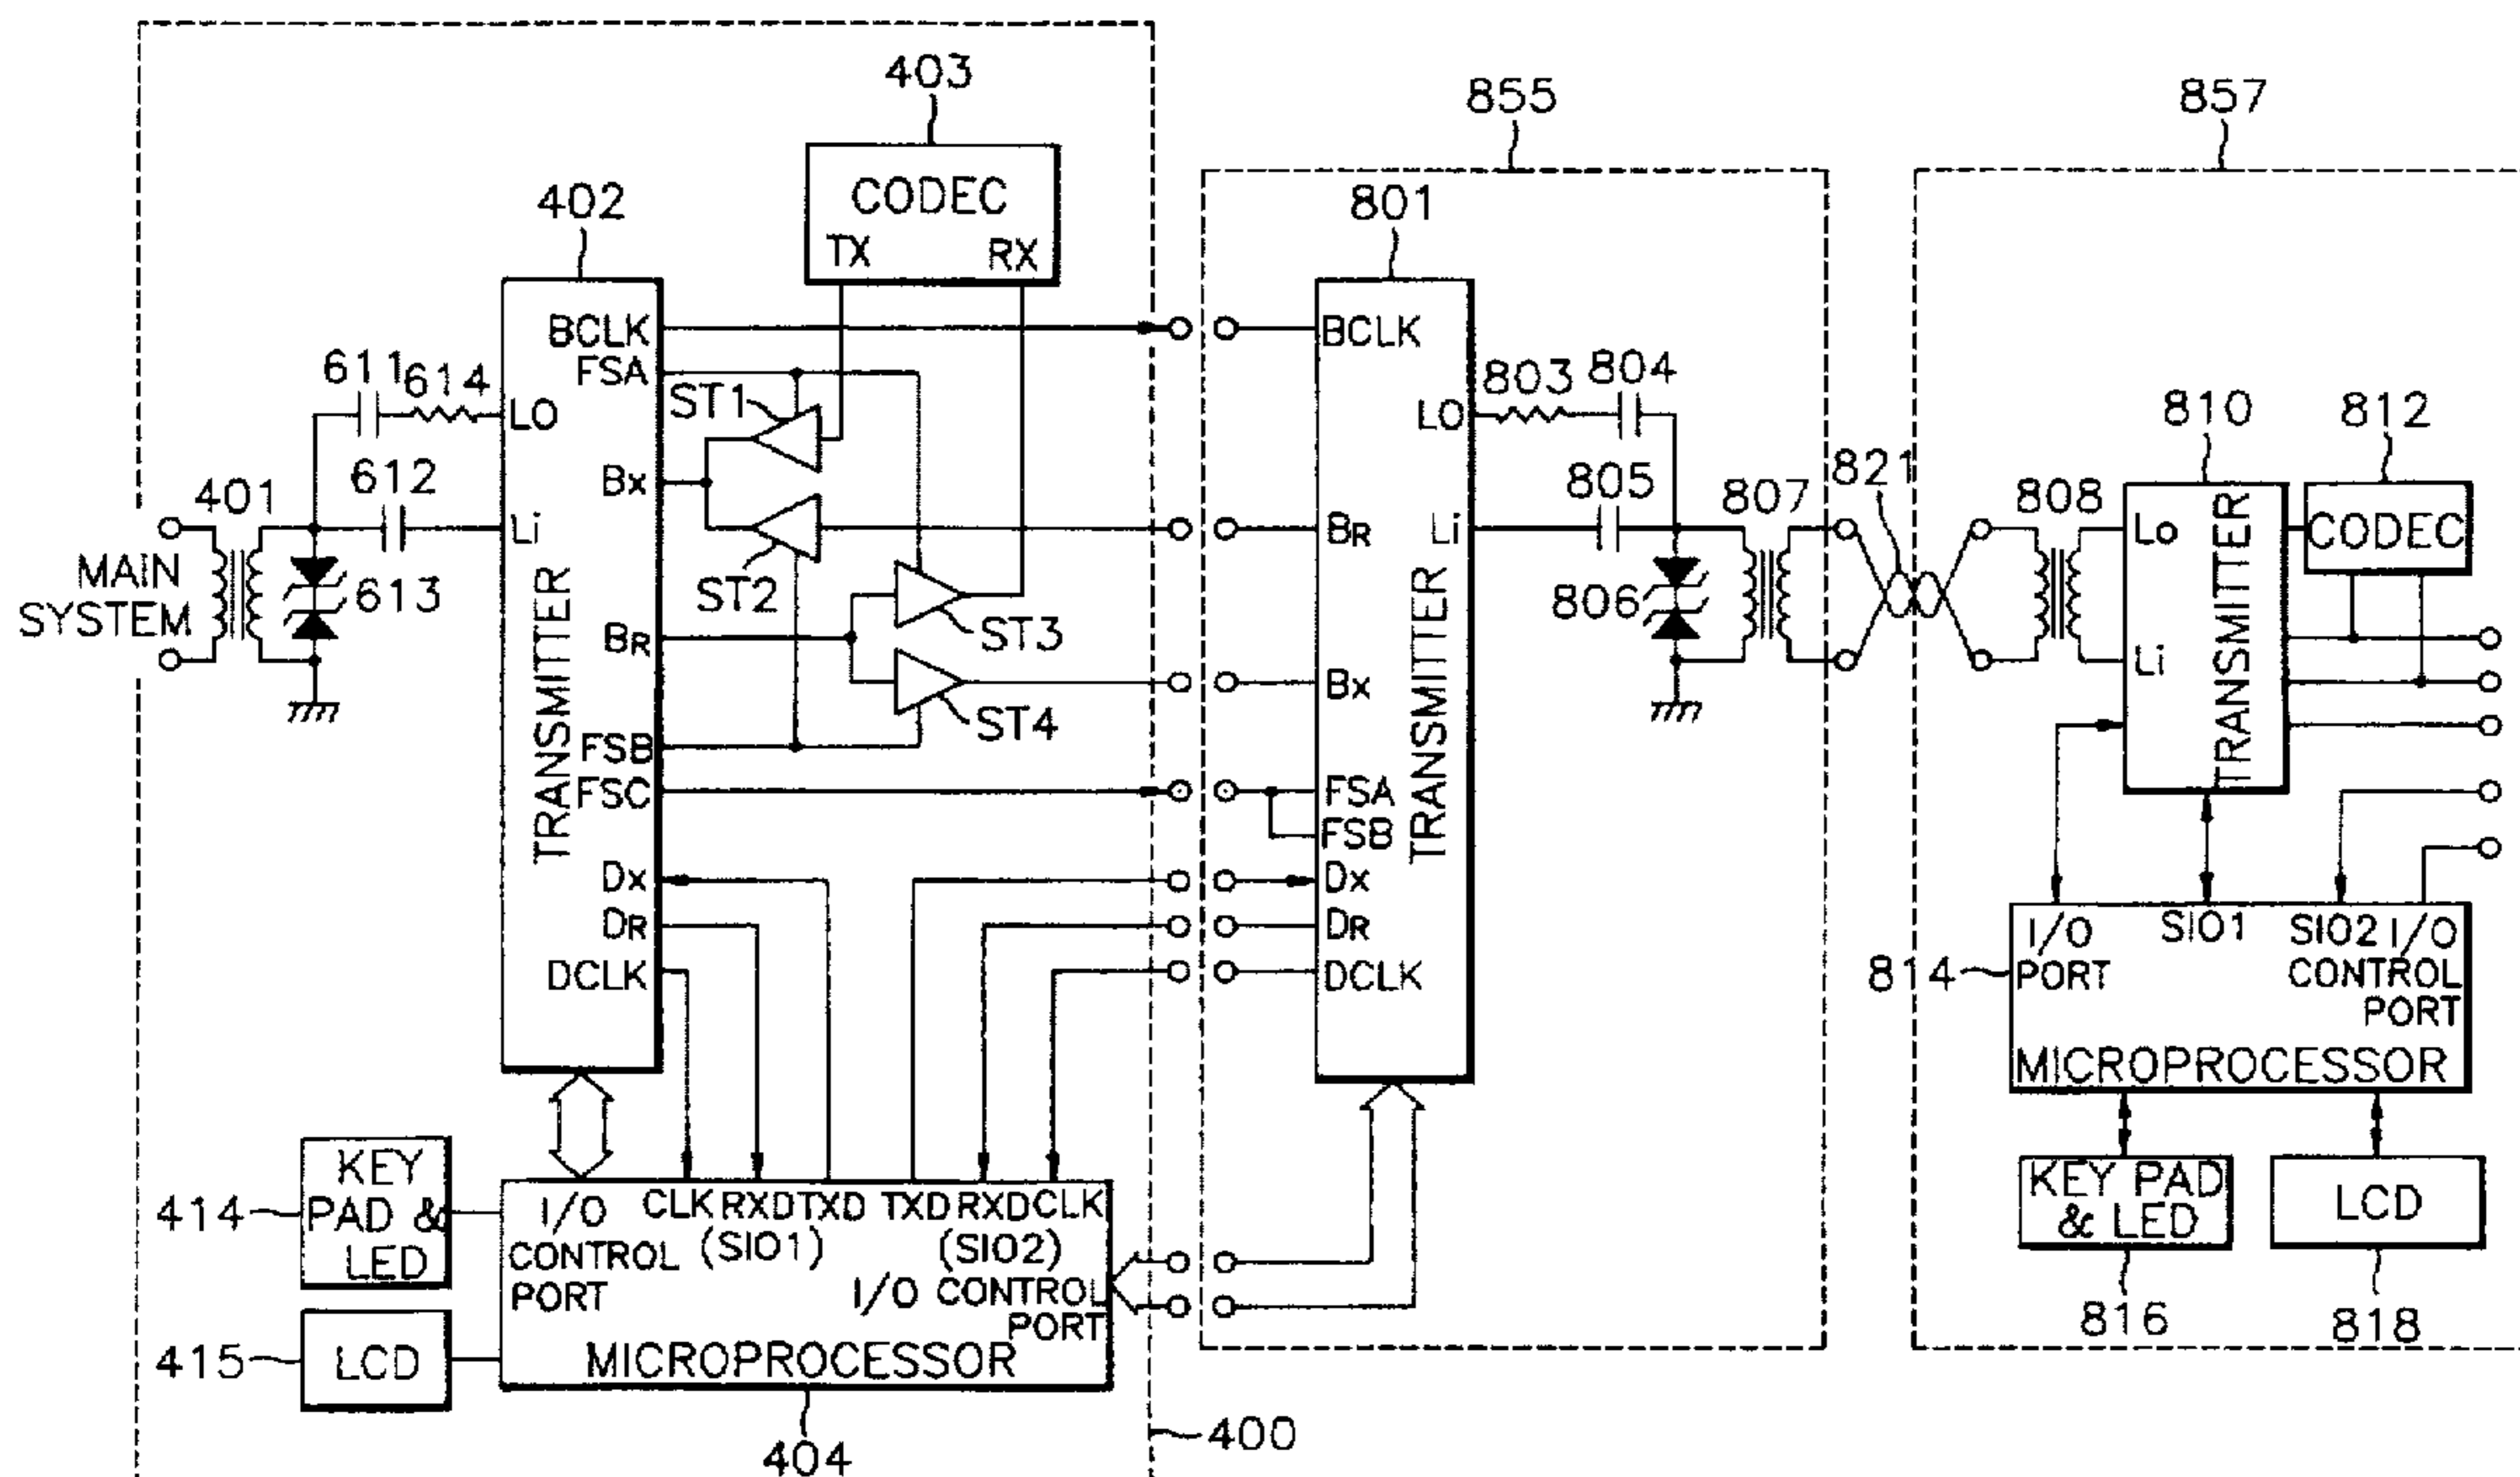 403
CODEC
TX
RX
402
BCLK
FSA
LO
Bx
Li
BR
FSB
FSC
Dx
DR
DCLK
TRANSMITTER
611
614
612
401
613
MAIN
SYSTEM
ST1
ST2
ST3
ST4
KEY
PAD &
LED
414
LCD
415
I/O
CONTROL
PORT
CLK RXD TXD
(SIO1)
TXD RXD CLK
(SIO2)
I/O CONTROL
PORT
MICROPROCESSOR
404
400
855
801
BCLK
LO
BR
Li
Bx
FSA
FSB
Dx
DR
DCLK
TRANSMITTER
803
804
805
806
807
821
857
808
810
Lo
Li
TRANSMITTER
812
CODEC
I/O
PORT
SIO1
SIO2
I/O
CONTROL
PORT
MICROPROCESSOR
814
KEY PAD
& LED
816
LCD
818